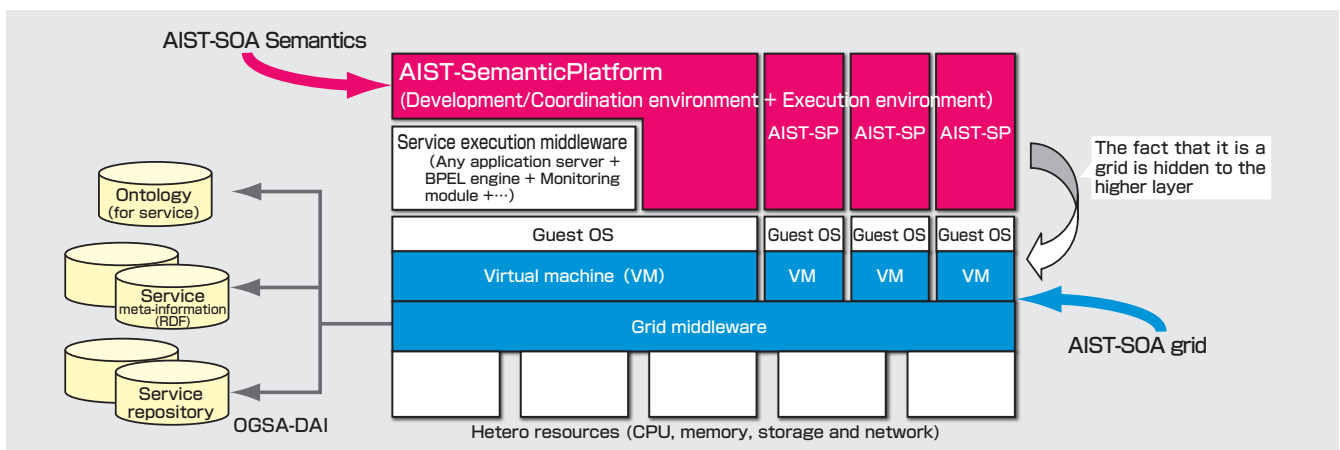 AIST-SOA Semantics
AIST-SemanticPlatform
(Development/Coordination environment + Execution environment)
AIST-SP
AIST-SP
AIST-SP
Service execution middleware
(Any application server +
BPEL engine + Monitoring
module +…)
The fact that it is a
grid is hidden to the
higher layer
Ontology
(for service)
Guest OS
Guest OS
Guest OS
Guest OS
Virtual machine (VM)
VM
VM
VM
Service
meta-information
(RDF)
Grid middleware
AIST-SOA grid
Service
repository
OGSA-DAI
Hetero resources (CPU, memory, storage and network)